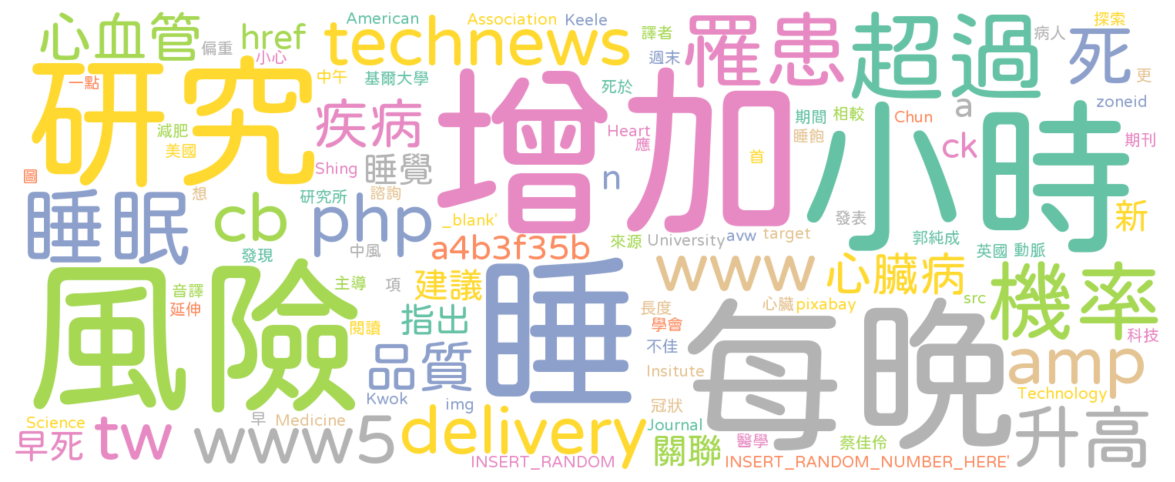 心血管
偏重
href
小心
American
technews
Association
Keele
譯者
週末
罹患
超過
病人
死
探索
更
研究
一點
中午
基爾大學
疾病
減肥
美國
Shing
睡覺
圖
想
研究所
諮詢
增加
死於
Heart
應
n
首
期間
相較
睡飽
Chun
a
ck
小時
zoneid
期刊
睡眠
cb
發現
php
中風
_blank'
a4b3f35b
來源
University
avw
target
發表
郭純成
英國
動脈
新
風險
音譯
延伸
主導
項
閱讀
建議
指出
品質
Kwok
img
睡
www
長度
學會
不佳
Insitute
冠狀
Journal
關聯
心臟
pixabay
心臟病
src
機率
科技
每晚
amp
Technology
升高
Science
早死
tw
早
Medicine
www5
delivery
INSERT_RANDOM
醫學
蔡佳伶
INSERT_RANDOM_NUMBER_HERE'